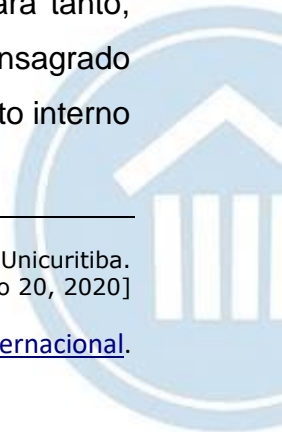 ara tanto,
nsagrado
to interno
Unicuritiba.
o 20, 2020]
ernacional.